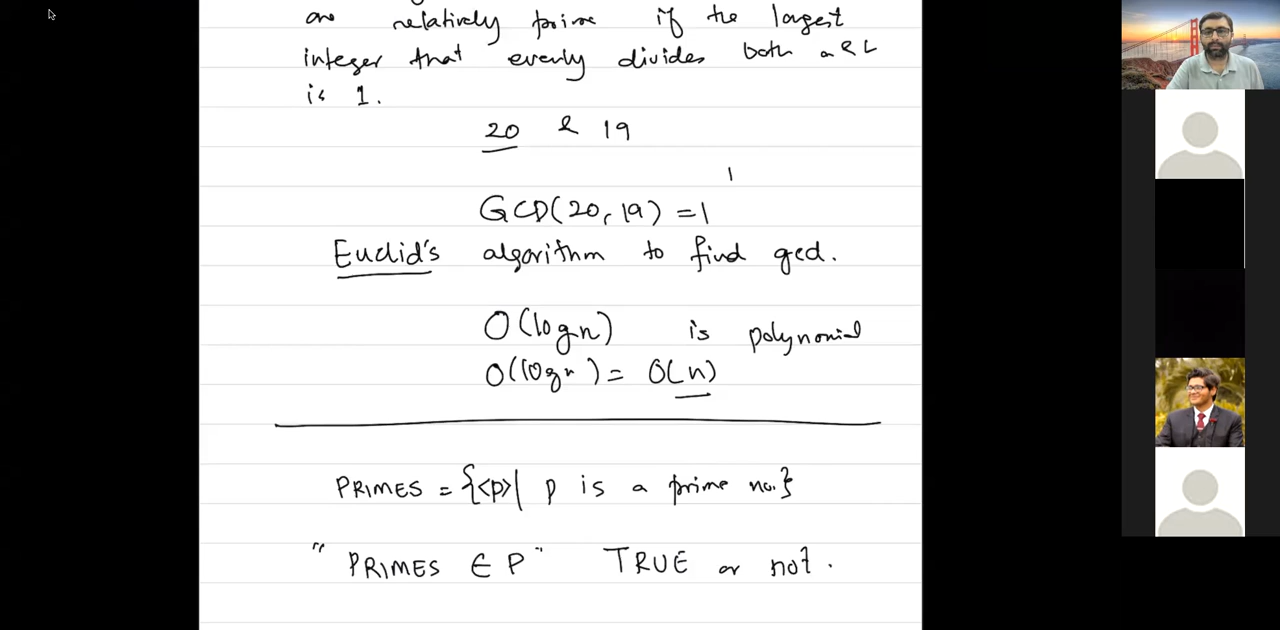 are relatively prime if the largest
integer that evenly divides both a & b
is 1.
20 & 19
1
GCD(20, 19) = 1
Euclid's algorithm to find gcd.
O(log n) is polynomial
O(log n) = O(n)
PRIMES = {<p>| p is a prime no.}
" PRIMES ∈ P " TRUE or not.